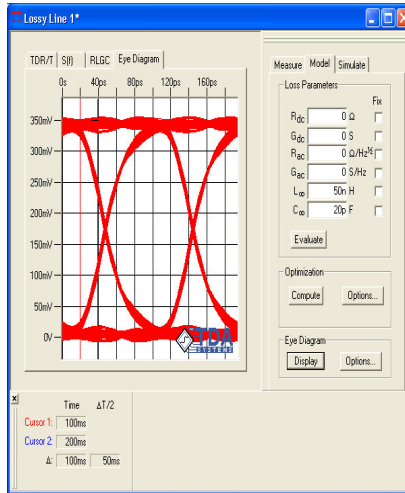 Lossy Line 1*
TDR/T S(f) RLGC Eye Diagram
0s 40ps 80ps 120ps 160ps
350mV
300mV
250mV
200mV
150mV
100mV
50mV
0V
TDA
SYSTEMS
Measure Model Simulate
Loss Parameters
Fix
Rdc 0 Ω
Gdc 0 S
Rac 0 Ω/Hz½
Gac 0 S/Hz
L∞ 50n H
C∞ 20p F
Evaluate
Optimization
Compute Options...
Eye Diagram
Display Options...
x
Time ΔT/2
Cursor 1: 100ms
Cursor 2: 200ms
Δ: 100ms 50ms